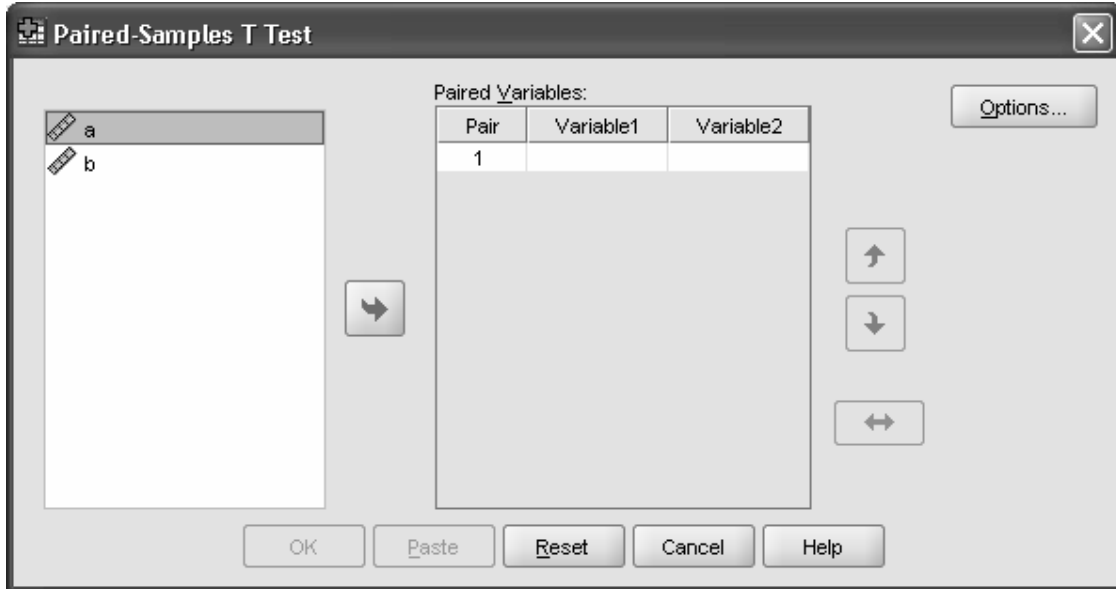 Paired-Samples T Test
a
b
Paired Variables:
Pair Variable1 Variable2
1
Options...
OK Paste Reset Cancel Help